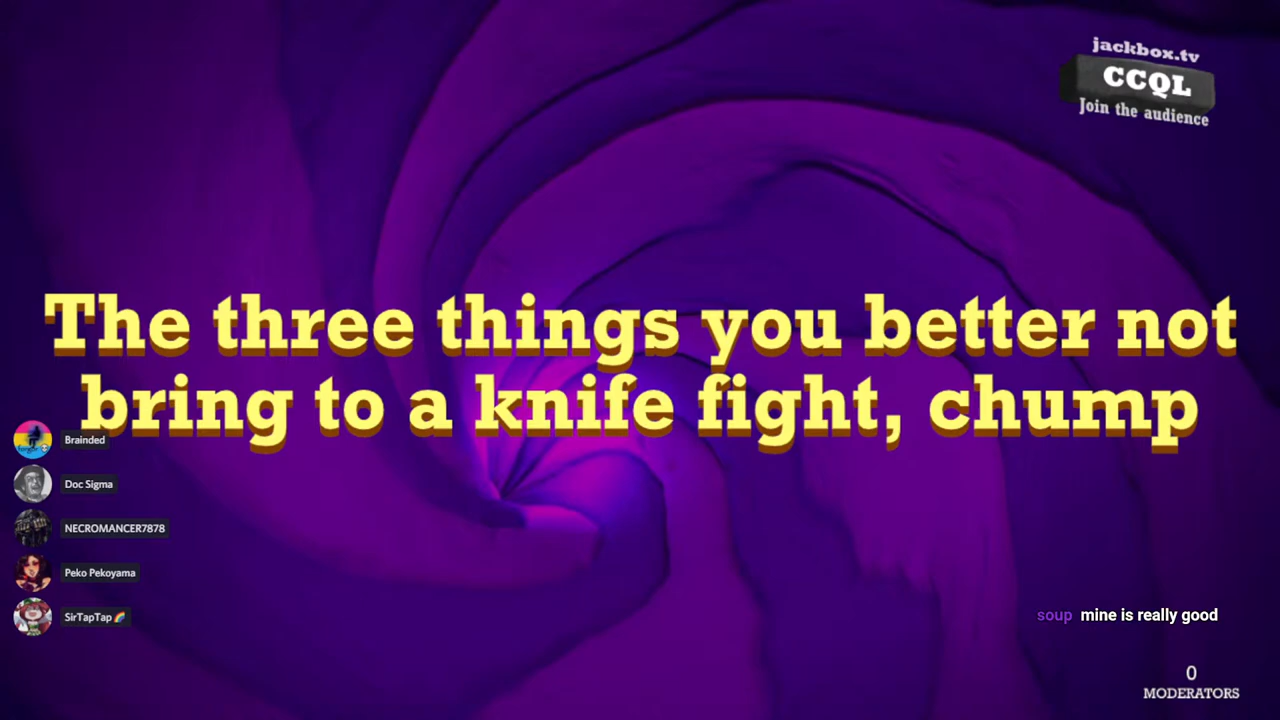 jackbox.tv
CCQL
Join the audience
The three things you better not
bring to a knife fight, chump
Brainded
Doc Sigma
NECROMANCER7878
Peko Pekoyama
SirTapTap🌈
soup mine is really good
0
MODERATORS